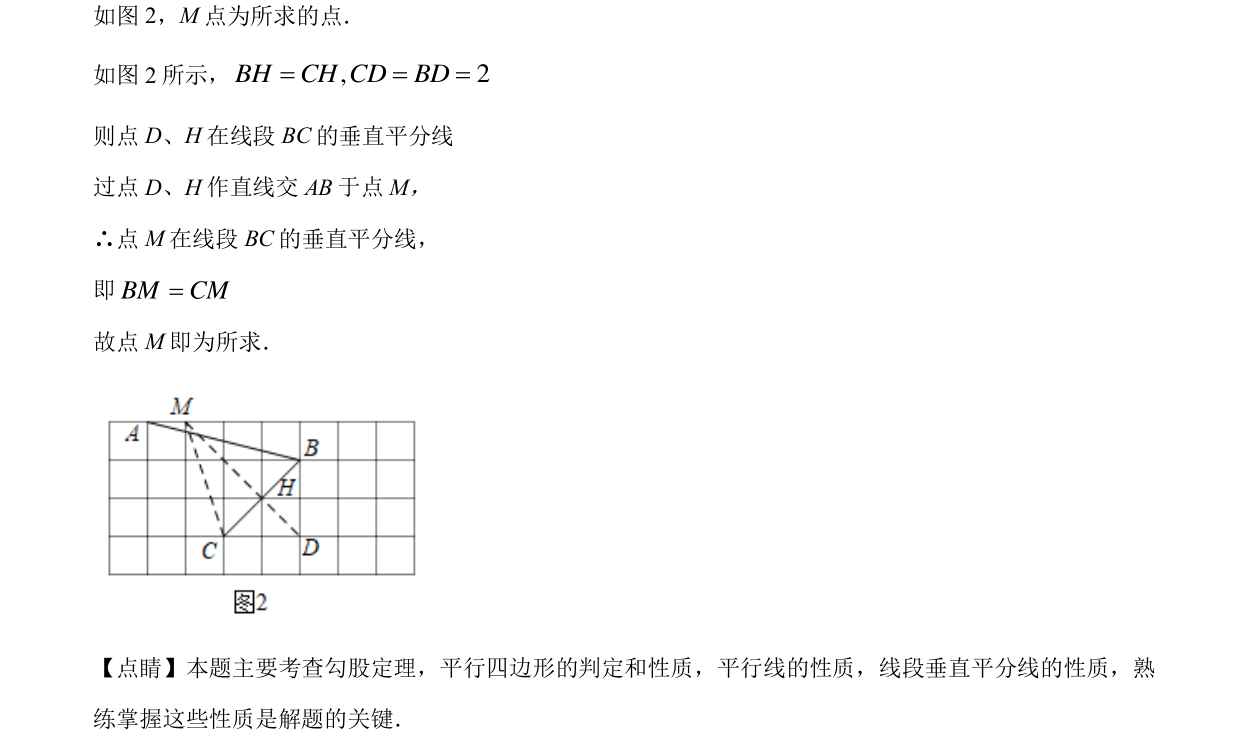 如图 2，M 点为所求的点．
如图 2 所示，BH = CH, CD = BD = 2
则点 D、H 在线段 BC 的垂直平分线
过点 D、H 作直线交 AB 于点 M，
∴点 M 在线段 BC 的垂直平分线，
即 BM = CM
故点 M 即为所求．
M
A
B
H
C
D
图2
【点睛】本题主要考查勾股定理，平行四边形的判定和性质，平行线的性质，线段垂直平分线的性质，熟
练掌握这些性质是解题的关键．